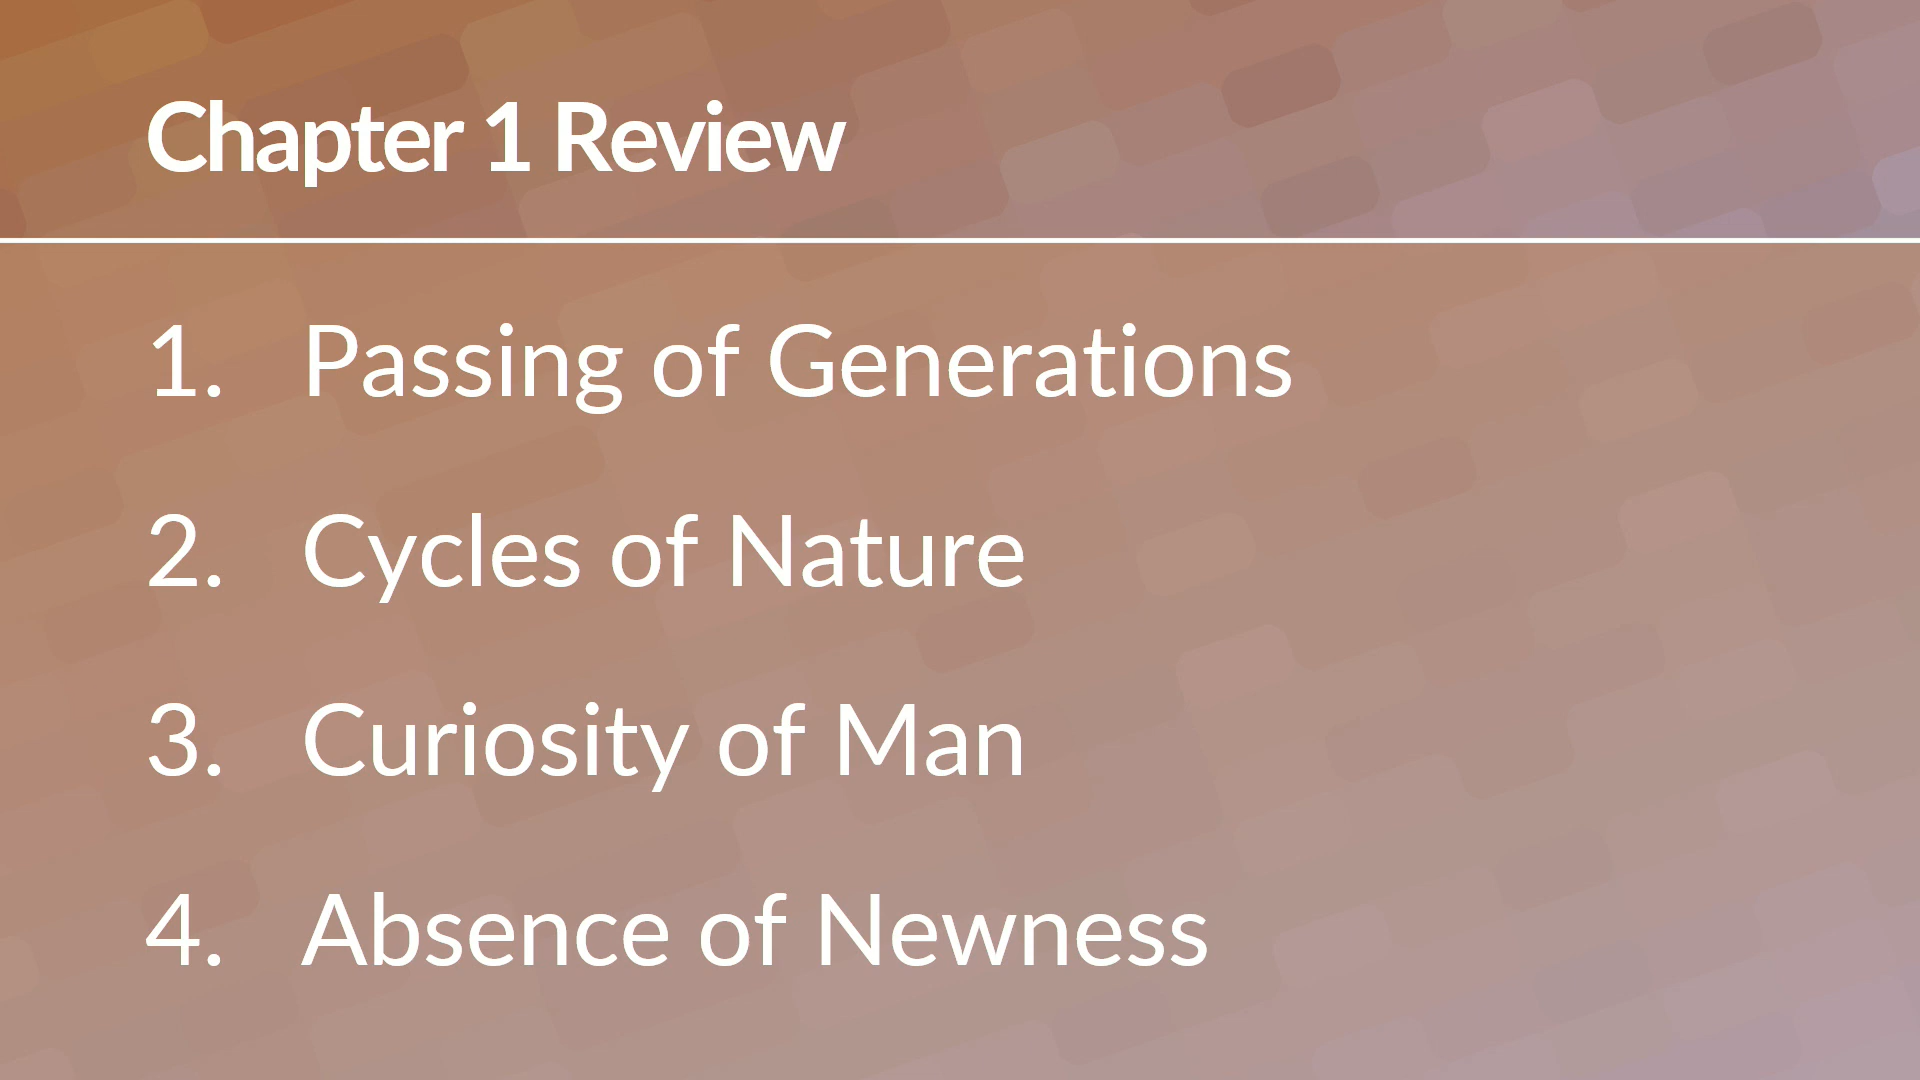 Chapter 1 Review
1. Passing of Generations
2. Cycles of Nature
3. Curiosity of Man
4. Absence of Newness